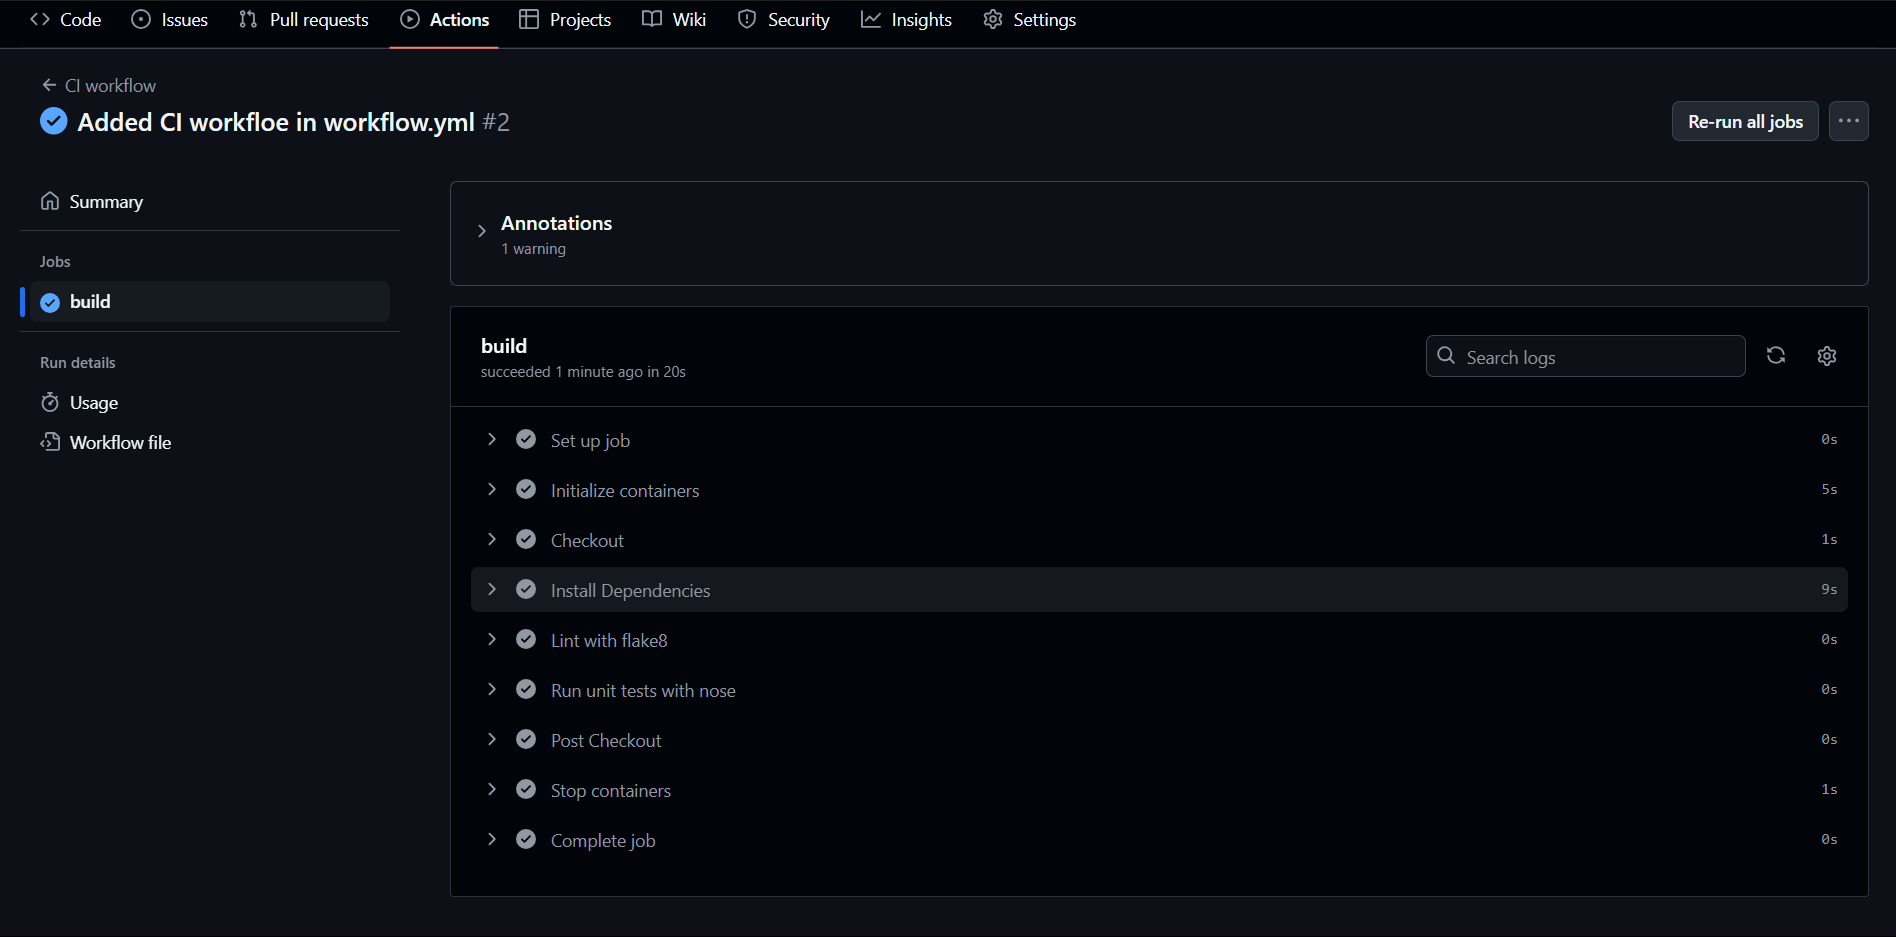 Code Issues Pull requests Actions Projects Wiki Security Insights Settings
CI workflow
Added CI workfloe in workflow.yml #2
Re-run all jobs
Summary
Jobs
build
Run details
Usage
Workflow file
Annotations
1 warning
build
succeeded 1 minute ago in 20s
Search logs
Set up job 0s
Initialize containers 5s
Checkout 1s
Install Dependencies 9s
Lint with flake8 0s
Run unit tests with nose 0s
Post Checkout 0s
Stop containers 1s
Complete job 0s